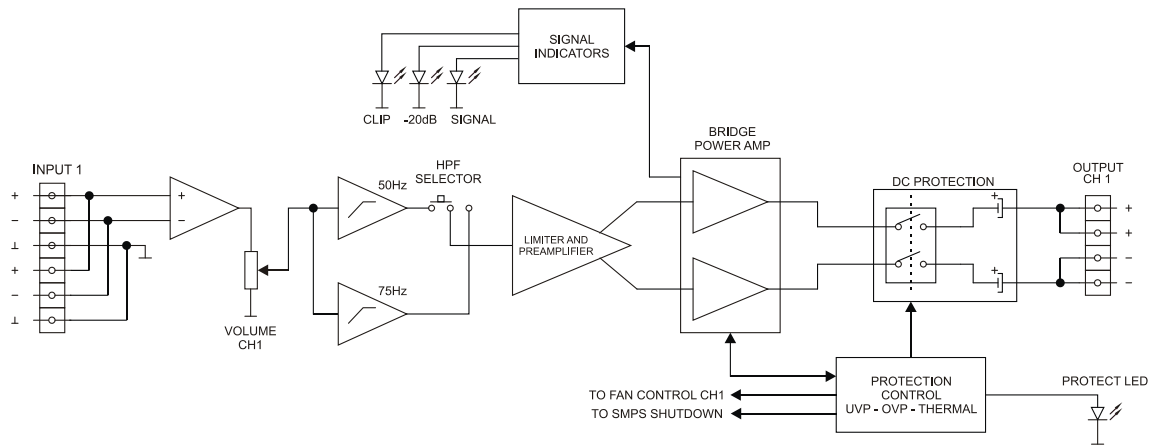 SIGNAL
INDICATORS
CLIP
-20dB
SIGNAL
BRIDGE
POWER AMP
INPUT 1
+
−
⊥
+
−
⊥
+
−
VOLUME
CH1
50Hz
75Hz
HPF
SELECTOR
LIMITER AND
PREAMPLIFIER
DC PROTECTION
+
+
OUTPUT
CH 1
+
+
−
−
PROTECTION
CONTROL
UVP - OVP - THERMAL
TO FAN CONTROL CH1
TO SMPS SHUTDOWN
PROTECT LED